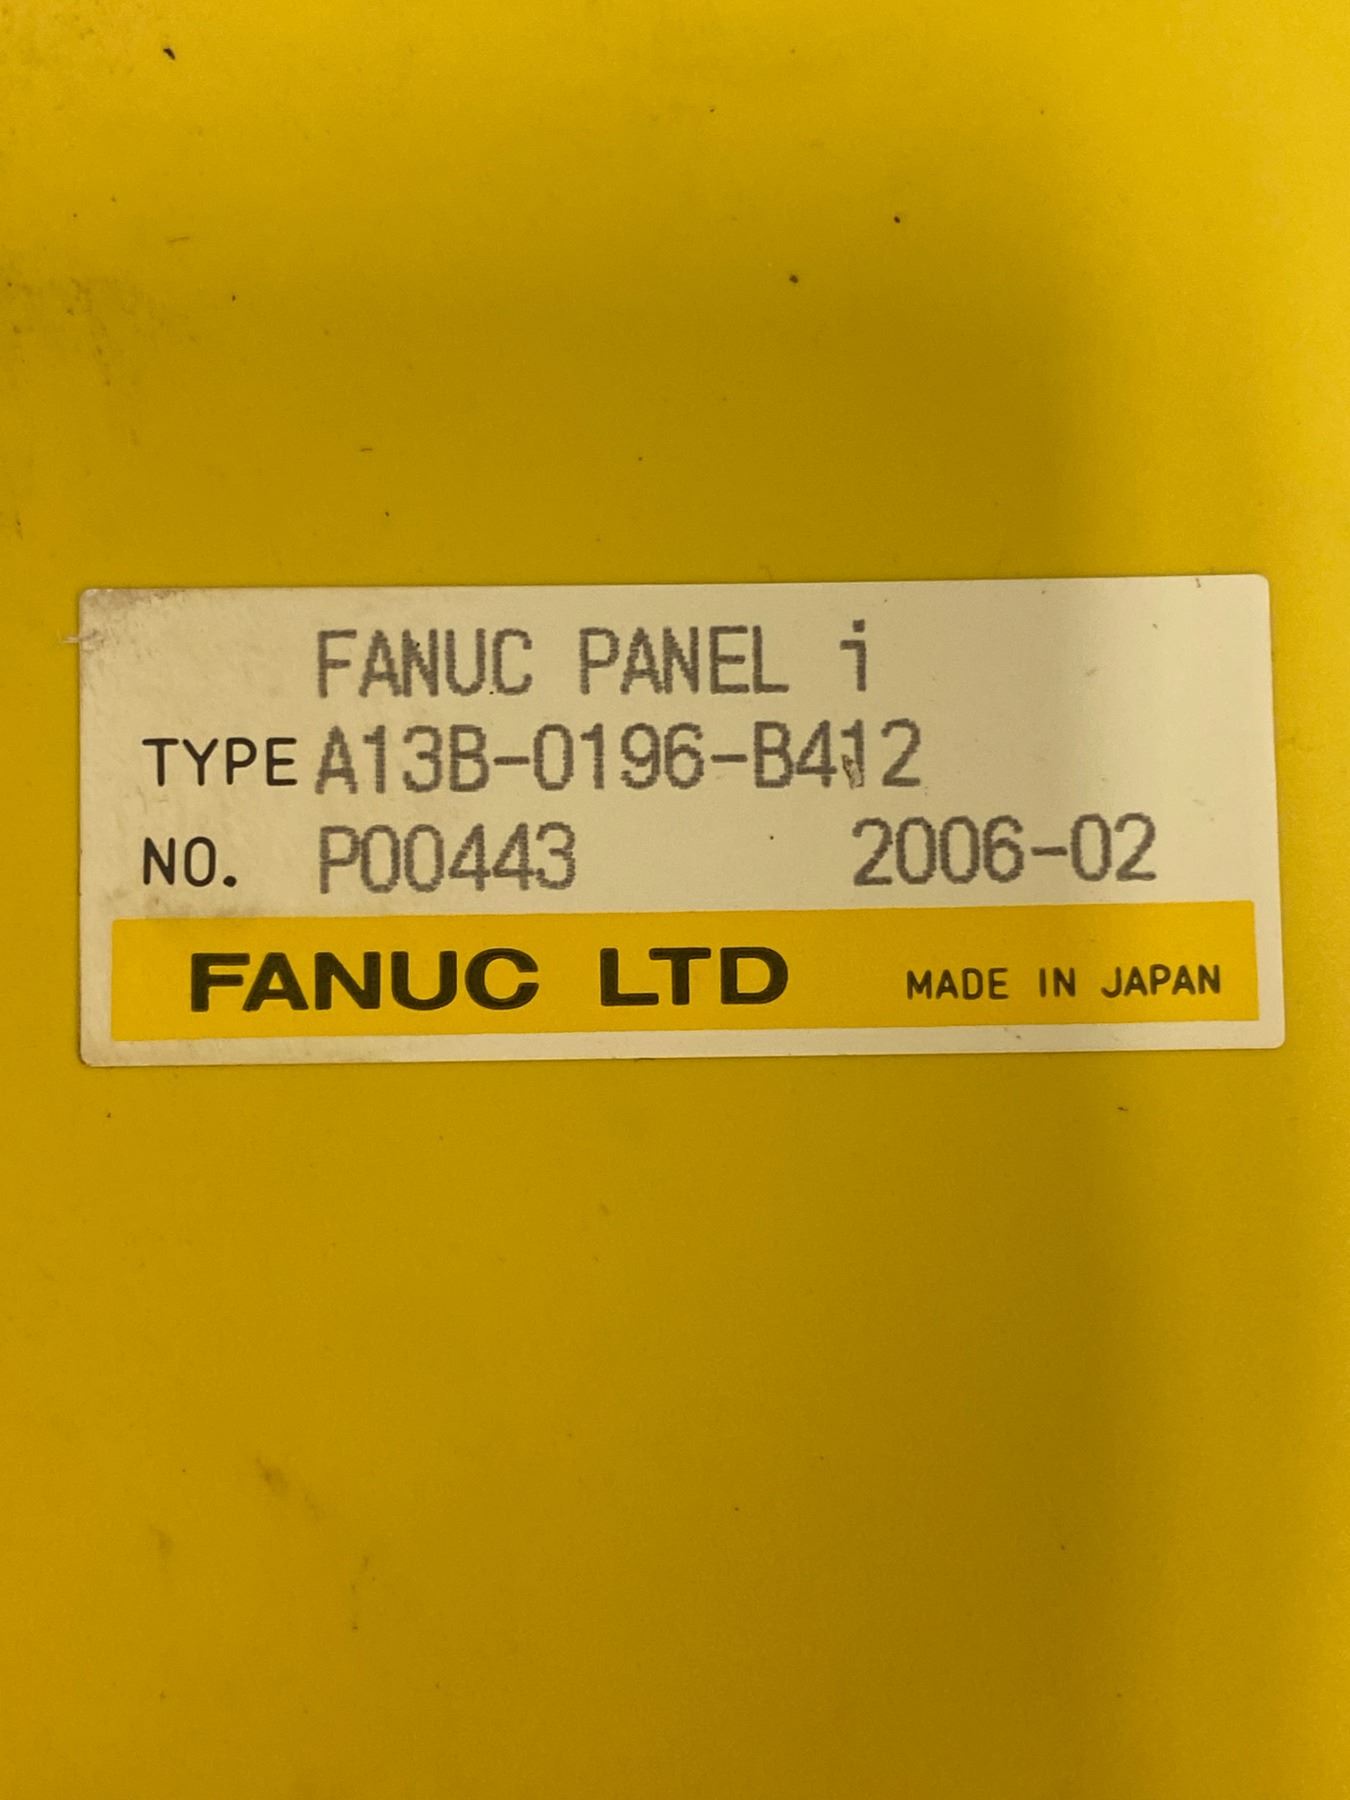 FANUC PANEL i
TYPE A13B-0196-B412
NO. P00443 2006-02
FANUC LTD MADE IN JAPAN